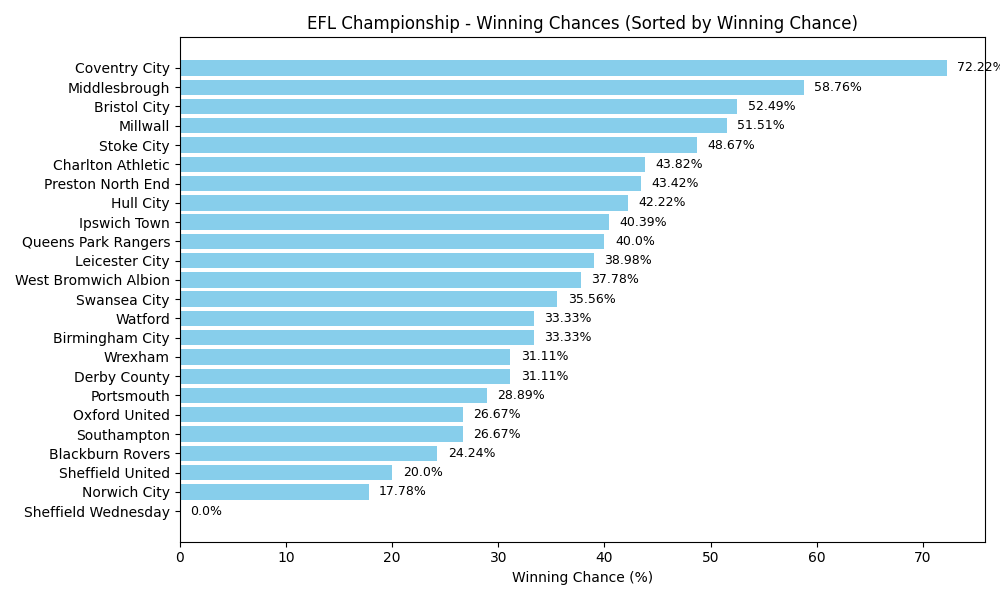 EFL Championship - Winning Chances (Sorted by Winning Chance)
Coventry City 72.22%
Middlesbrough 58.76%
Bristol City 52.49%
Millwall 51.51%
Stoke City 48.67%
Charlton Athletic 43.82%
Preston North End 43.42%
Hull City 42.22%
Ipswich Town 40.39%
Queens Park Rangers 40.0%
Leicester City 38.98%
West Bromwich Albion 37.78%
Swansea City 35.56%
Watford 33.33%
Birmingham City 33.33%
Wrexham 31.11%
Derby County 31.11%
Portsmouth 28.89%
Oxford United 26.67%
Southampton 26.67%
Blackburn Rovers 24.24%
Sheffield United 20.0%
Norwich City 17.78%
Sheffield Wednesday 0.0%
0 10 20 30 40 50 60 70
Winning Chance (%)